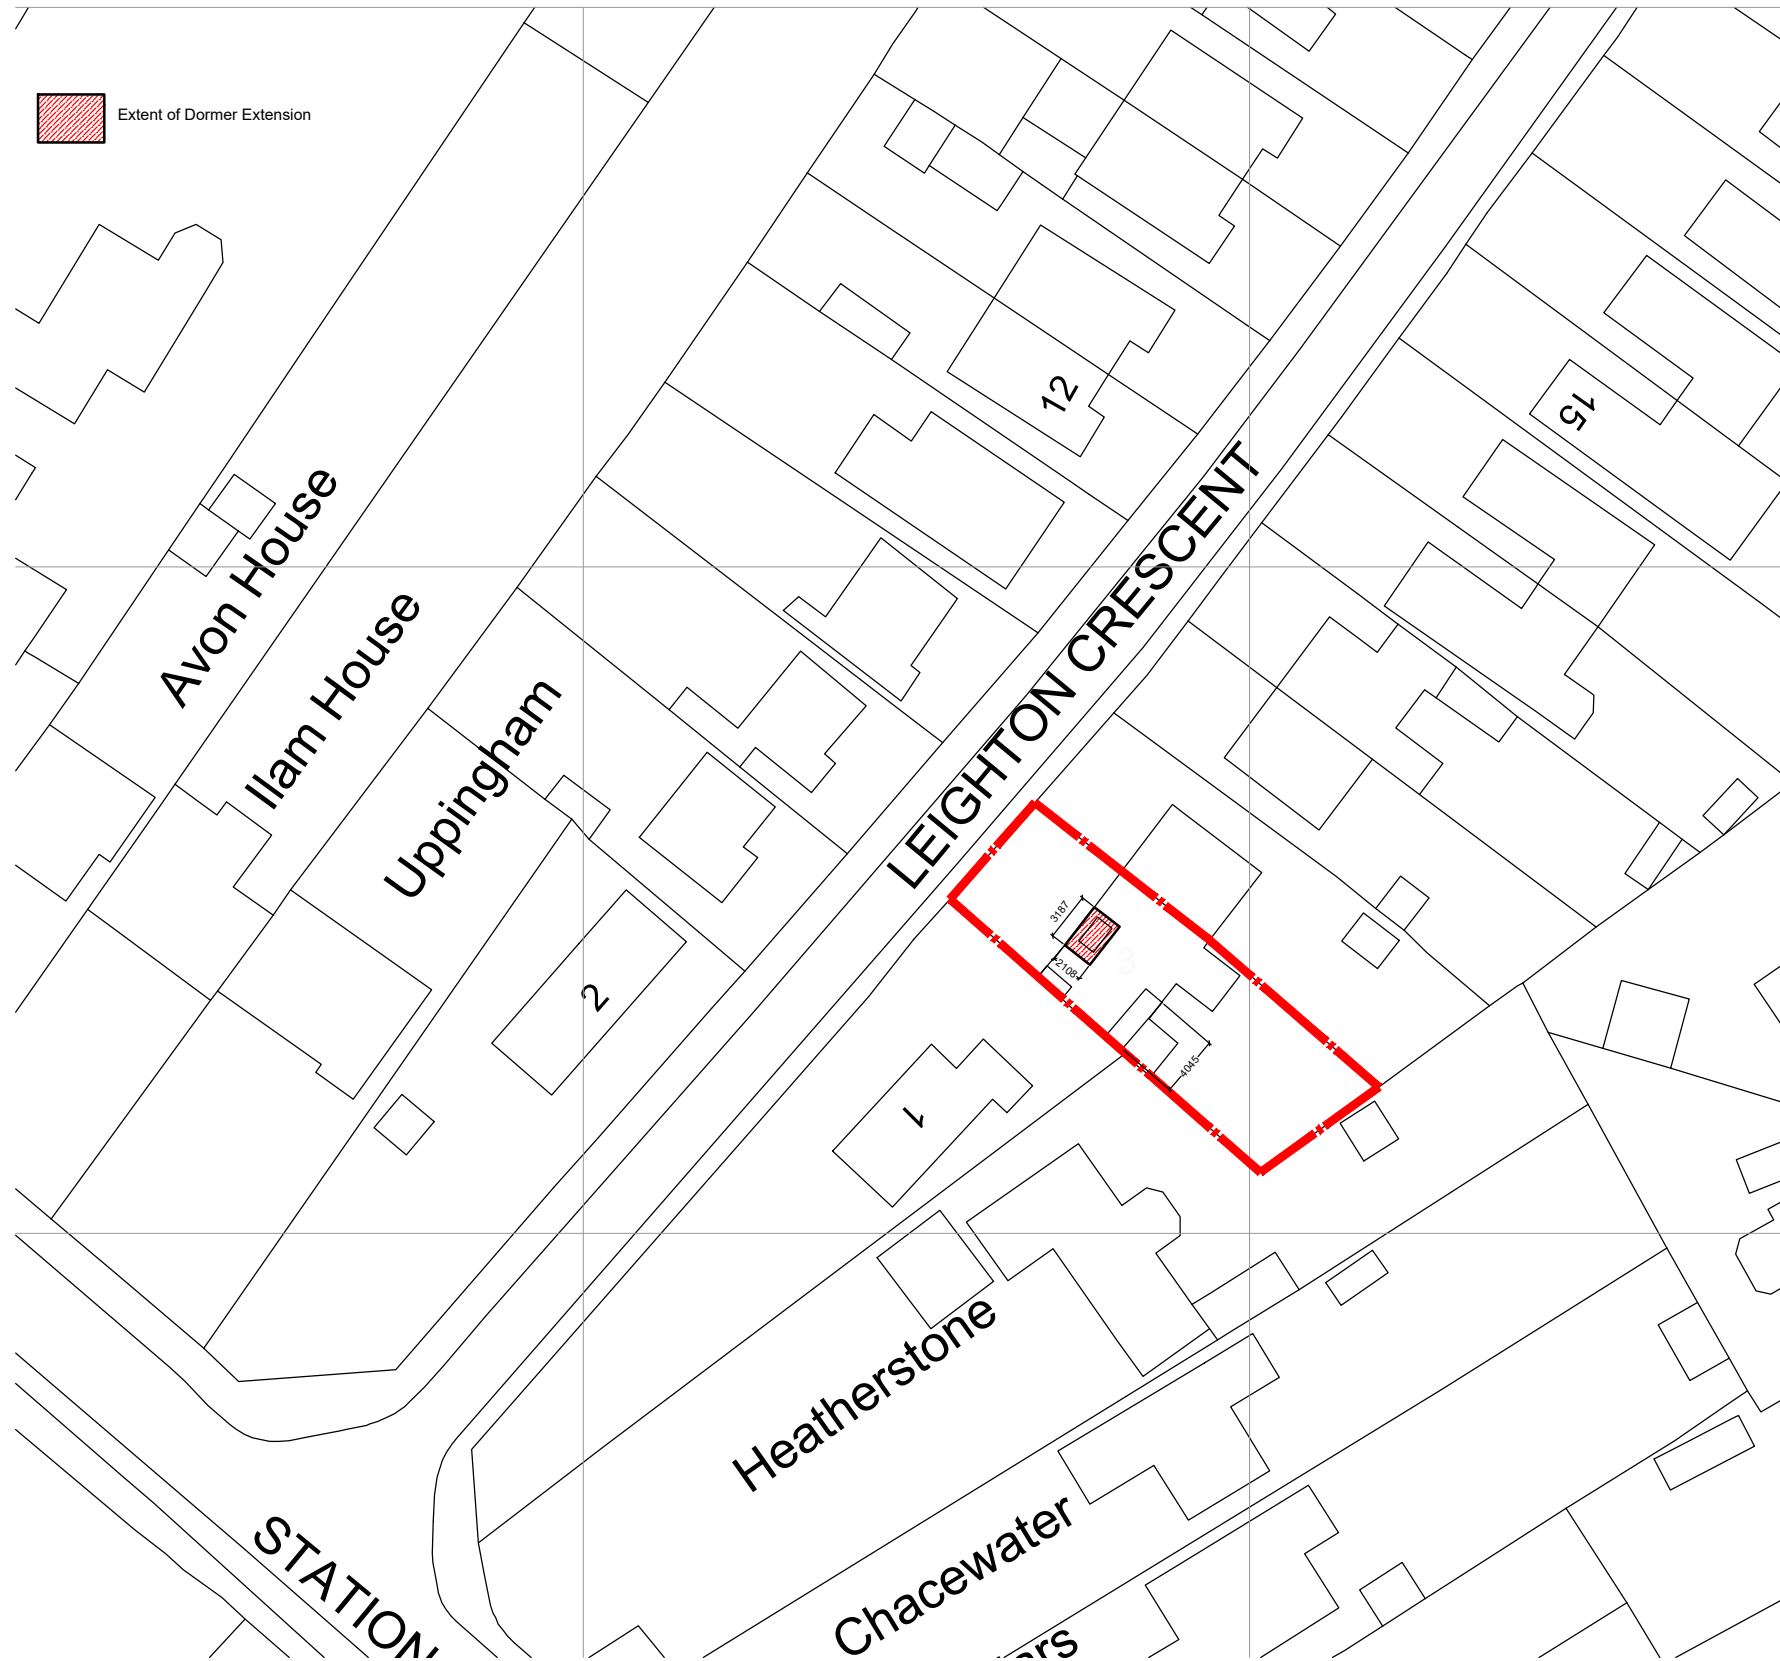 Extent of Dormer Extension
12
15
Avon House
Ilam House
Uppingham
LEIGHTON CRESCENT
3187
3
2108
2
4045
1
Heatherstone
Chacewater
STATION